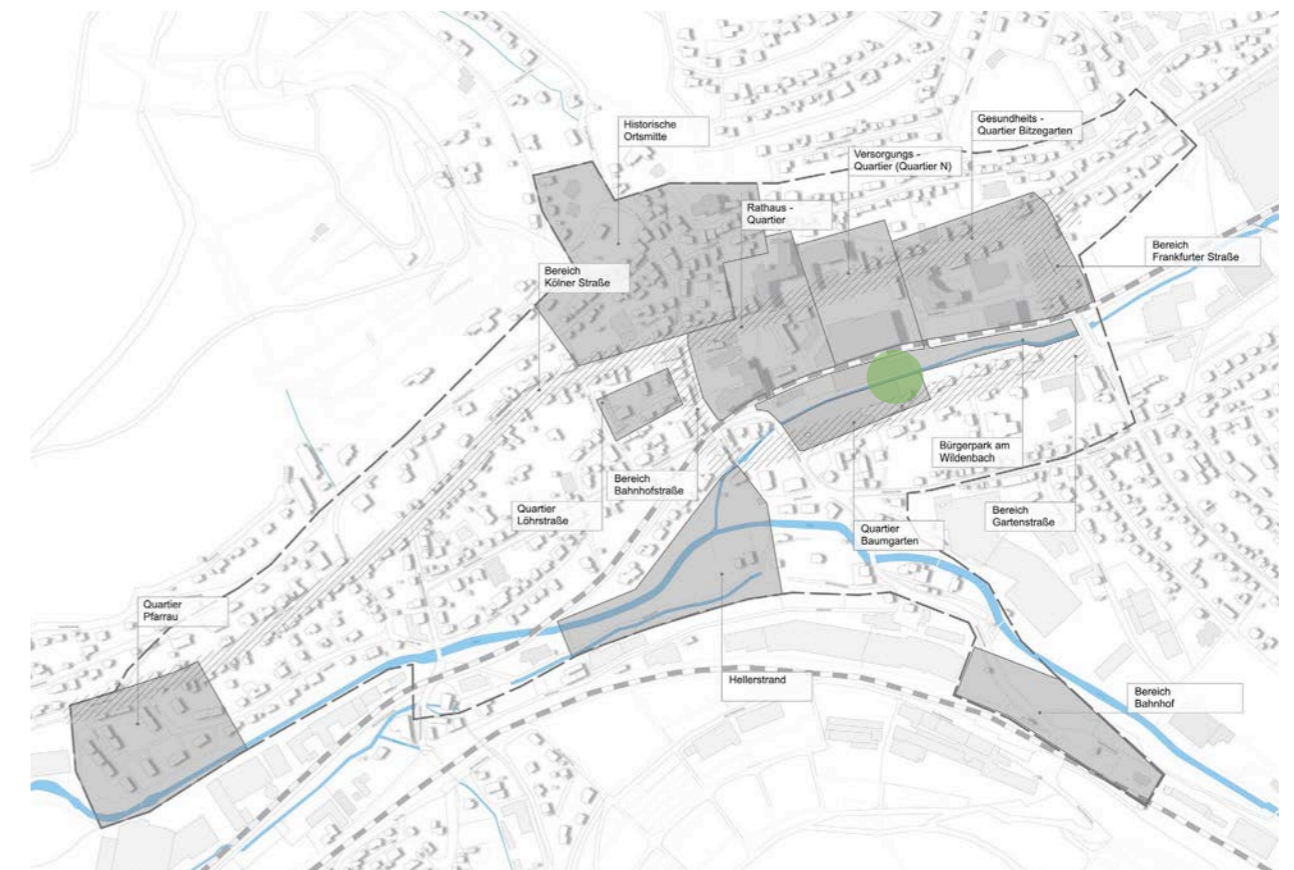 Historische
Ortsmitte
Gesundheits -
Quartier Bitzegarten
Versorgungs -
Quartier (Quartier N)
Rathaus -
Quartier
Bereich
Frankfurter Straße
Bereich
Kölner Straße
Bürgerpark am
Wildenbach
Bereich
Bahnhofstraße
Quartier
Löhrstraße
Bereich
Gartenstraße
Quartier
Baumgarten
Quartier
Pfarrau
Hellerstrand
Bereich
Bahnhof